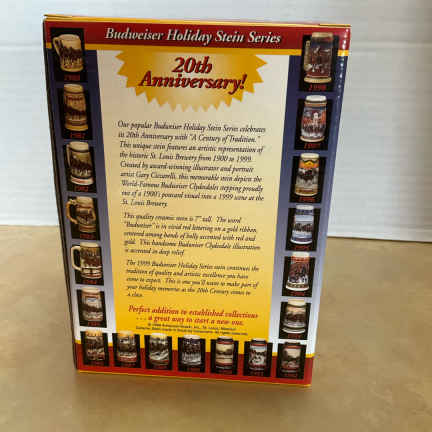 Budweiser Holiday Stein Series
20th
Anniversary!
Our popular Budweiser Holiday Stein Series celebrates
its 20th Anniversary with "A Century of Tradition."
This unique stein features an artistic representation of
the historic St. Louis Brewery from 1900 to 1999.
Created by award-winning illustrator and portrait
artist Gary Ciccarelli, this memorable stein depicts the
World-Famous Budweiser Clydesdales stepping proudly
out of a 1900's postcard visual into a 1999 scene at the
St. Louis Brewery.
This quality ceramic stein is 7" tall. The word
"Budweiser" is in vivid red lettering on a gold ribbon,
centered among bands of holly accented with red and
gold. This handsome Budweiser Clydesdale illustration
is accented in deep relief.
The 1999 Budweiser Holiday Series stein continues the
tradition of quality and artistic excellence you have
come to expect. This is one you'll want to make part of
your holiday memories as the 20th Century comes to
a close.
Perfect addition to established collections
. . . a great way to start a new one.
1980
1998
1997
1996